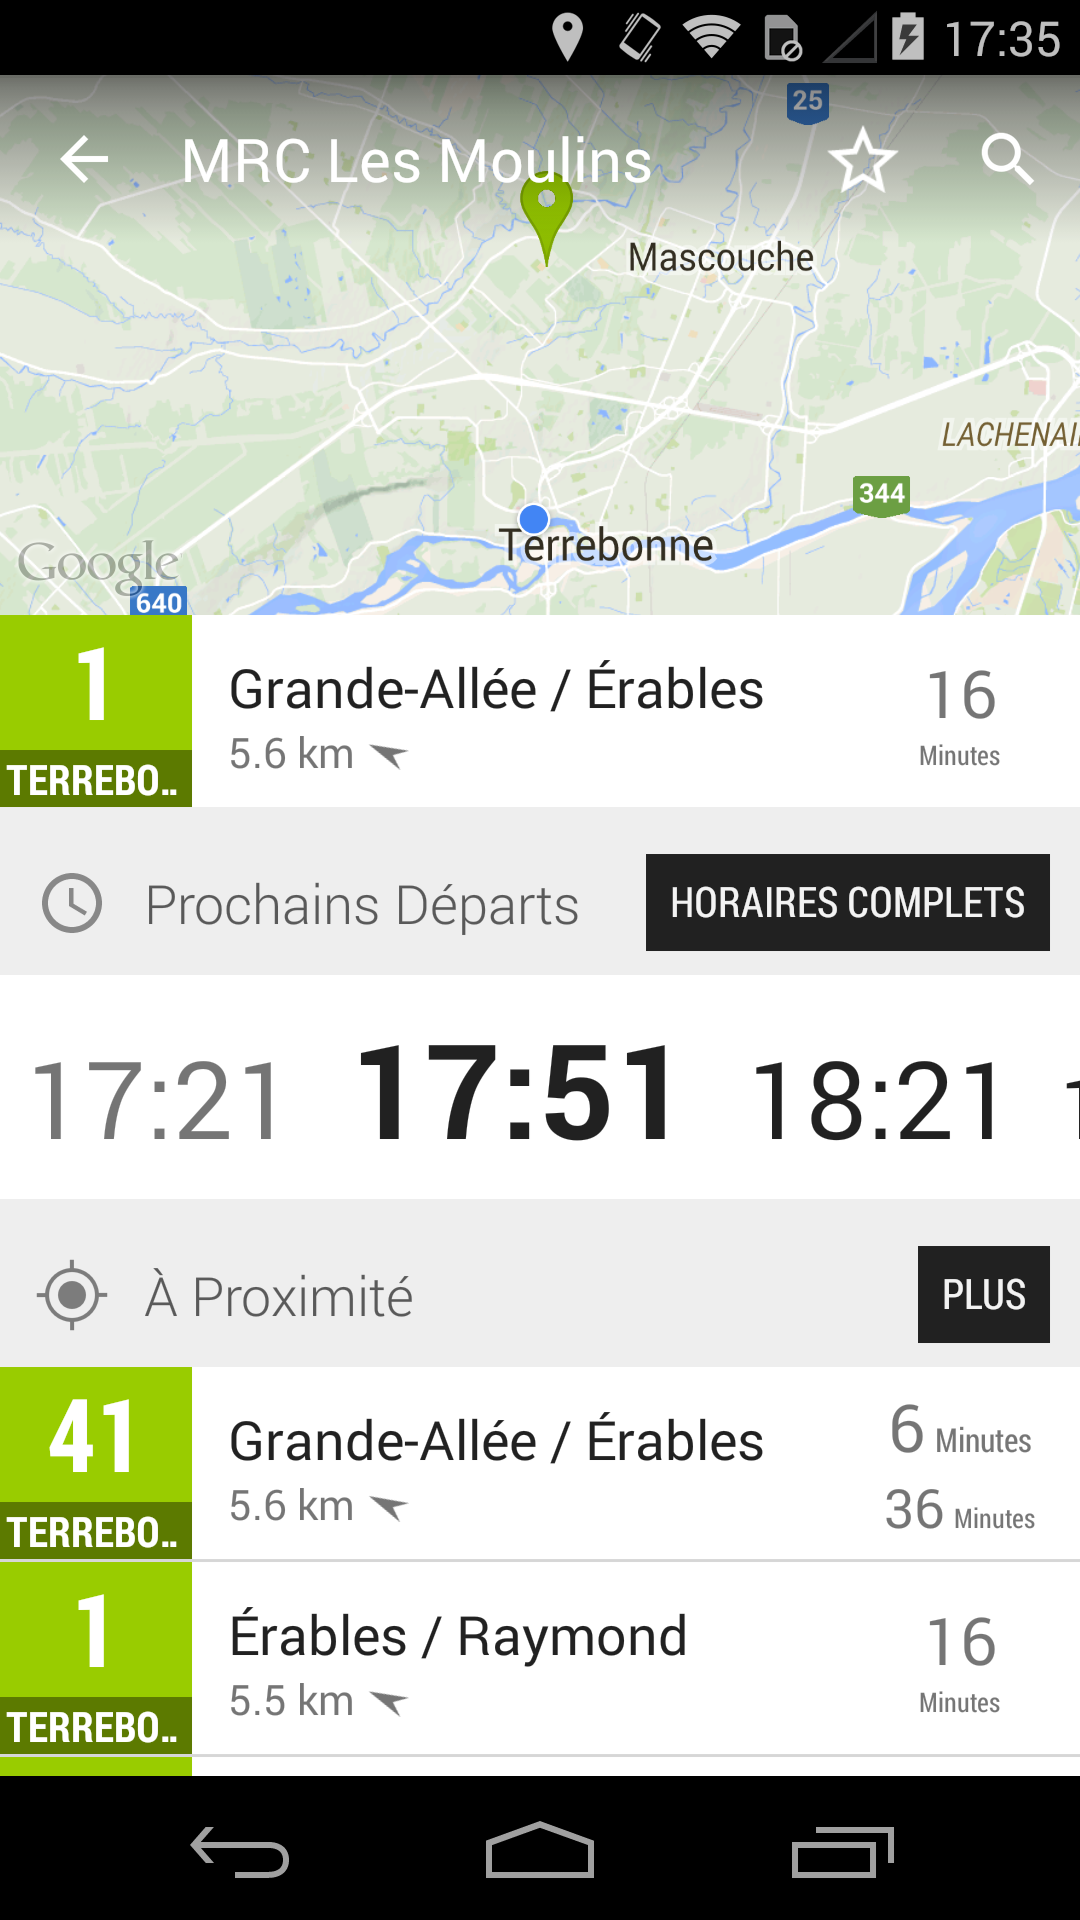 17:35
25
MRC Les Moulins
Mascouche
344
Terrebonne
Google
640
1
TERREBO..
Grande-Allée / Érables
5.6 km
16
Minutes
Prochains Départs
HORAIRES COMPLETS
17:21 17:51 18:21
À Proximité
PLUS
41
TERREBO..
Grande-Allée / Érables
5.6 km
6 Minutes
36 Minutes
1
TERREBO..
Érables / Raymond
5.5 km
16
Minutes